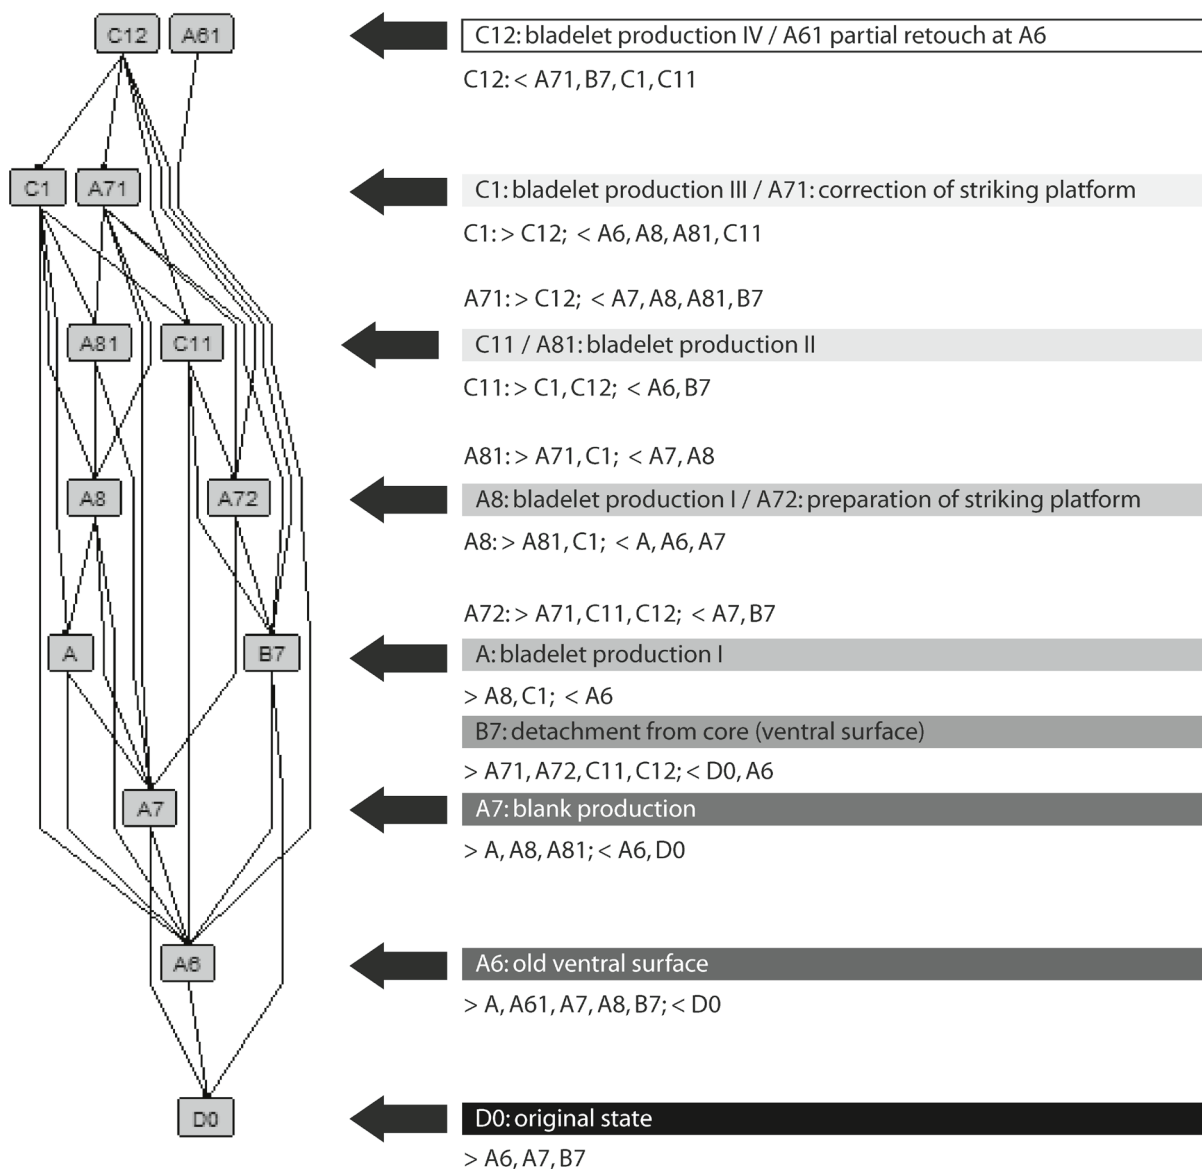 C12 A61
C12: bladelet production IV / A61 partial retouch at A6
C12: < A71, B7, C1, C11
C1 A71
C1: bladelet production III / A71: correction of striking platform
C1: > C12; < A6, A8, A81, C11
A71: > C12; < A7, A8, A81, B7
A81 C11
C11 / A81: bladelet production II
C11: > C1, C12; < A6, B7
A81: > A71, C1; < A7, A8
A8 A72
A8: bladelet production I / A72: preparation of striking platform
A8: > A81, C1; < A, A6, A7
A72: > A71, C11, C12; < A7, B7
A B7
A: bladelet production I
> A8, C1; < A6
B7: detachment from core (ventral surface)
> A71, A72, C11, C12; < D0, A6
A7
A7: blank production
> A, A8, A81; < A6, D0
A6
A6: old ventral surface
> A, A61, A7, A8, B7; < D0
D0
D0: original state
> A6, A7, B7